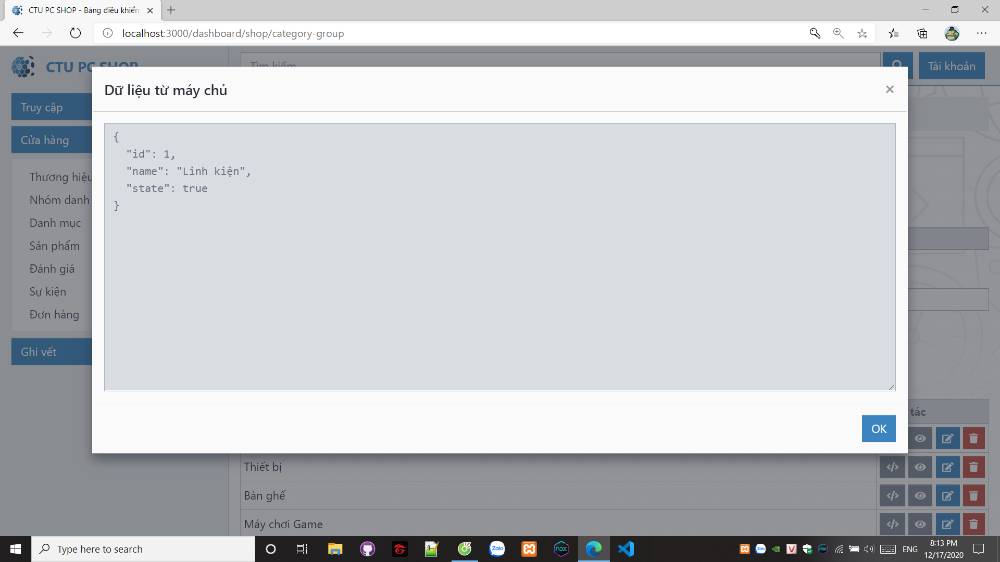 CTU PC SHOP - Bảng điều khiển
localhost:3000/dashboard/shop/category-group
CTU PC SHOP
Tìm kiếm
Tài khoản
Dữ liệu từ máy chủ
Truy cập
Cửa hàng
Thương hiệu
Nhóm danh
Danh mục
Sản phẩm
Đánh giá
Sự kiện
Đơn hàng
Ghi vết
{
"id": 1,
"name": "Linh kiện",
"state": true
}
OK
tác
Thiết bị
Bàn ghế
Máy chơi Game
Type here to search
Zalo
nox
ENG
8:13 PM
12/17/2020